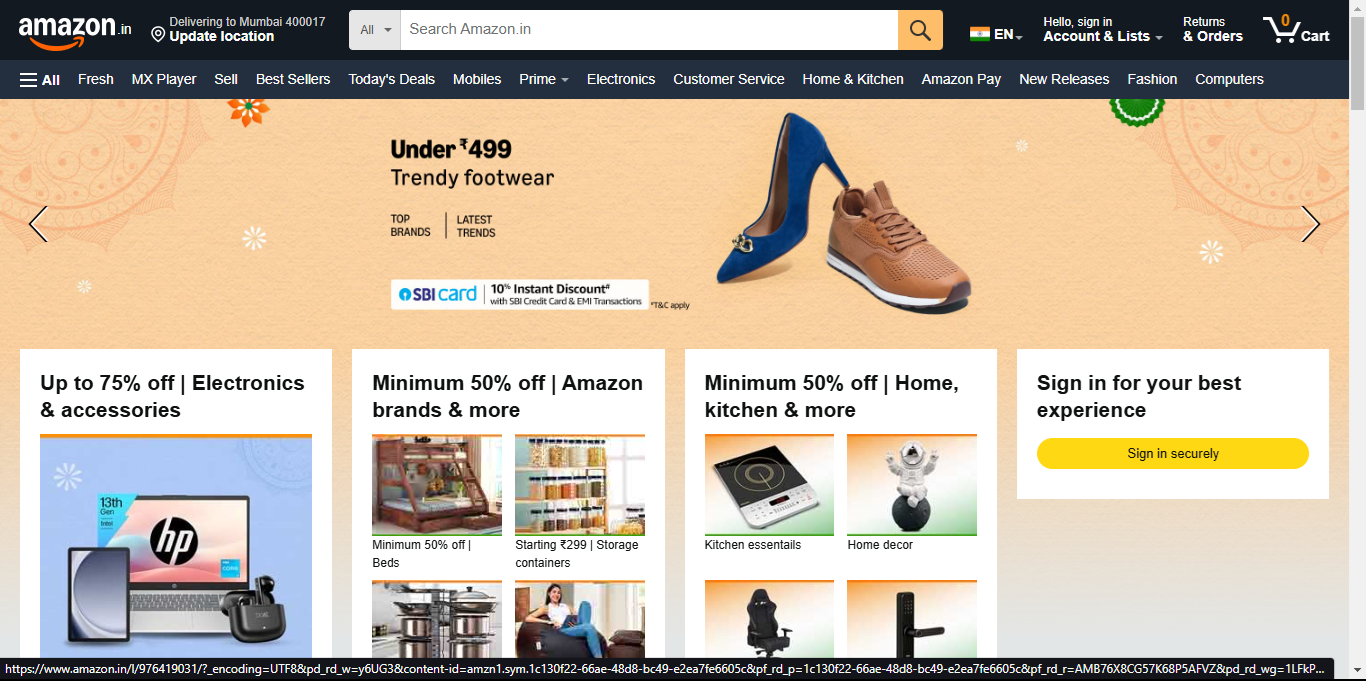 amazon.in
Delivering to Mumbai 400017
Update location
All
Search Amazon.in
EN
Hello, sign in
Account & Lists
Returns
& Orders
0
Cart
All Fresh MX Player Sell Best Sellers Today's Deals Mobiles Prime Electronics Customer Service Home & Kitchen Amazon Pay New Releases Fashion Computers
Under ₹499
Trendy footwear
TOP
BRANDS
LATEST
TRENDS
SBI card
10% Instant Discount#
with SBI Credit Card & EMI Transactions
*T&C apply
Up to 75% off | Electronics
& accessories
13th
Gen
intel
hp
Minimum 50% off | Amazon
brands & more
Minimum 50% off |
Beds
Starting ₹299 | Storage
containers
Minimum 50% off | Home,
kitchen & more
Kitchen essentails
Home decor
Sign in for your best
experience
Sign in securely
https://www.amazon.in/l/976419031/?_encoding=UTF8&pd_rd_w=y6UG3&content-id=amzn1.sym.1c130f22-66ae-48d8-bc49-e2ea7fe6605c&pf_rd_p=1c130f22-66ae-48d8-bc49-e2ea7fe6605c&pf_rd_r=AMB76X8CG57K68P5AFVZ&pd_rd_wg=1LFkP...